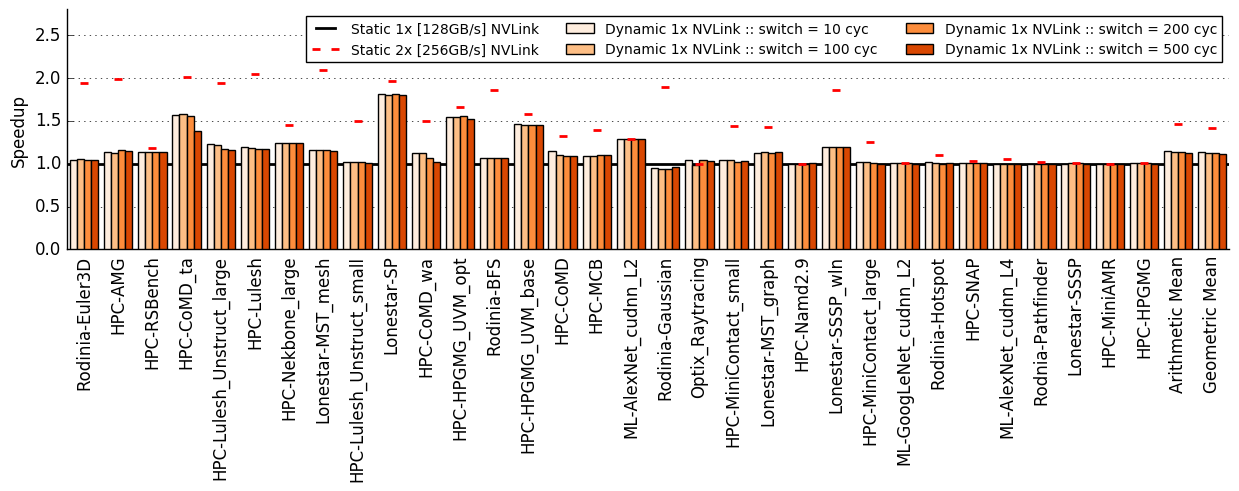 Static 1x [128GB/s] NVLink
Static 2x [256GB/s] NVLink
Dynamic 1x NVLink :: switch = 10 cyc
Dynamic 1x NVLink :: switch = 100 cyc
Dynamic 1x NVLink :: switch = 200 cyc
Dynamic 1x NVLink :: switch = 500 cyc
Speedup
2.5
2.0
1.5
1.0
0.5
0.0
Rodinia-Euler3D
HPC-AMG
HPC-RSBench
HPC-CoMD_ta
HPC-Lulesh_Unstruct_large
HPC-Lulesh
HPC-Nekbone_large
Lonestar-MST_mesh
HPC-Lulesh_Unstruct_small
Lonestar-SP
HPC-CoMD_wa
HPC-HPGMG_UVM_opt
Rodinia-BFS
HPC-HPGMG_UVM_base
HPC-CoMD
HPC-MCB
ML-AlexNet_cudnn_L2
Rodinia-Gaussian
Optix_Raytracing
HPC-MiniContact_small
Lonestar-MST_graph
HPC-Namd2.9
Lonestar-SSSP_wln
HPC-MiniContact_large
ML-GoogLeNet_cudnn_L2
Rodinia-Hotspot
HPC-SNAP
ML-AlexNet_cudnn_L4
Rodnia-Pathfinder
Lonestar-SSSP
HPC-MiniAMR
HPC-HPGMG
Arithmetic Mean
Geometric Mean